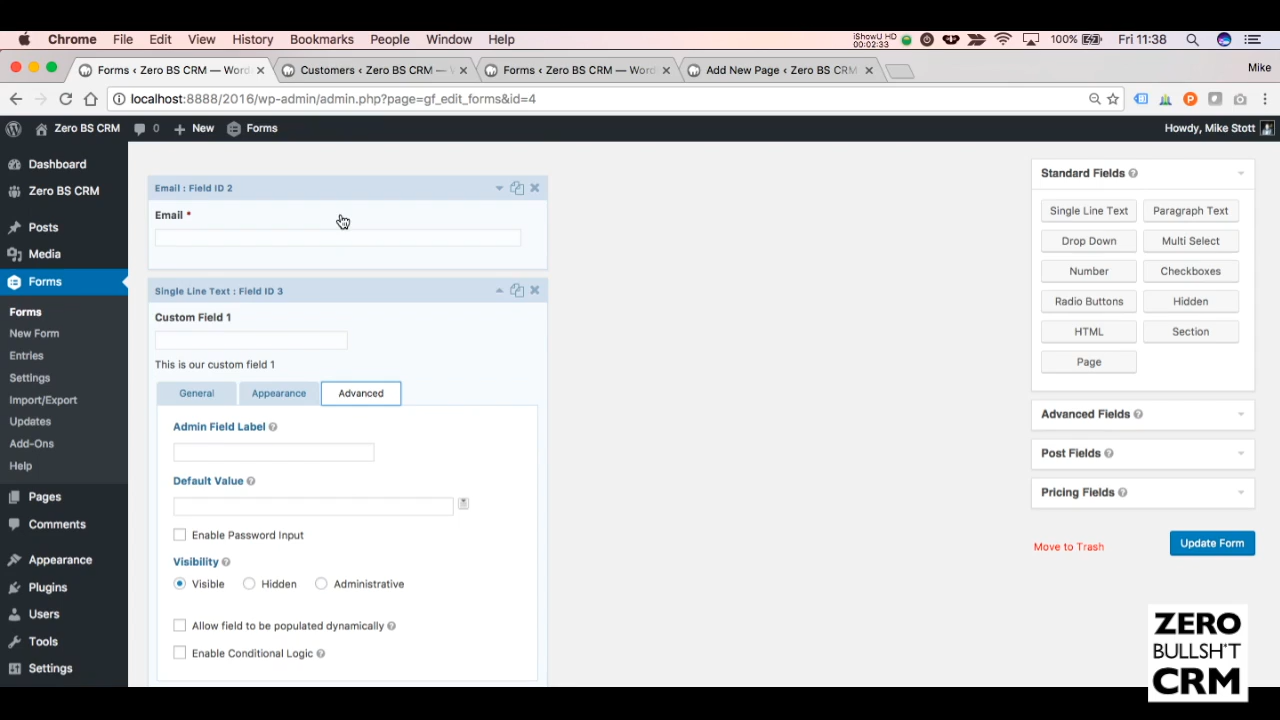 Chrome File Edit View History Bookmarks People Window Help iShowU HD 00:02:33 100% Fri 11:38
Forms ‹ Zero BS CRM — Word Customers ‹ Zero BS CRM — Forms ‹ Zero BS CRM — Word Add New Page ‹ Zero BS CRM Mike
localhost:8888/2016/wp-admin/admin.php?page=gf_edit_forms&id=4
Zero BS CRM 0 New Forms Howdy, Mike Stott
Dashboard
Zero BS CRM
Posts
Media
Forms
Forms
New Form
Entries
Settings
Import/Export
Updates
Add-Ons
Help
Pages
Comments
Appearance
Plugins
Users
Tools
Settings
Email : Field ID 2
Email *
Single Line Text : Field ID 3
Custom Field 1
This is our custom field 1
General Appearance Advanced
Admin Field Label
Default Value
Enable Password Input
Visibility
Visible Hidden Administrative
Allow field to be populated dynamically
Enable Conditional Logic
Standard Fields
Single Line Text Paragraph Text
Drop Down Multi Select
Number Checkboxes
Radio Buttons Hidden
HTML Section
Page
Advanced Fields
Post Fields
Pricing Fields
Move to Trash Update Form
ZERO
BULLSH*T
CRM